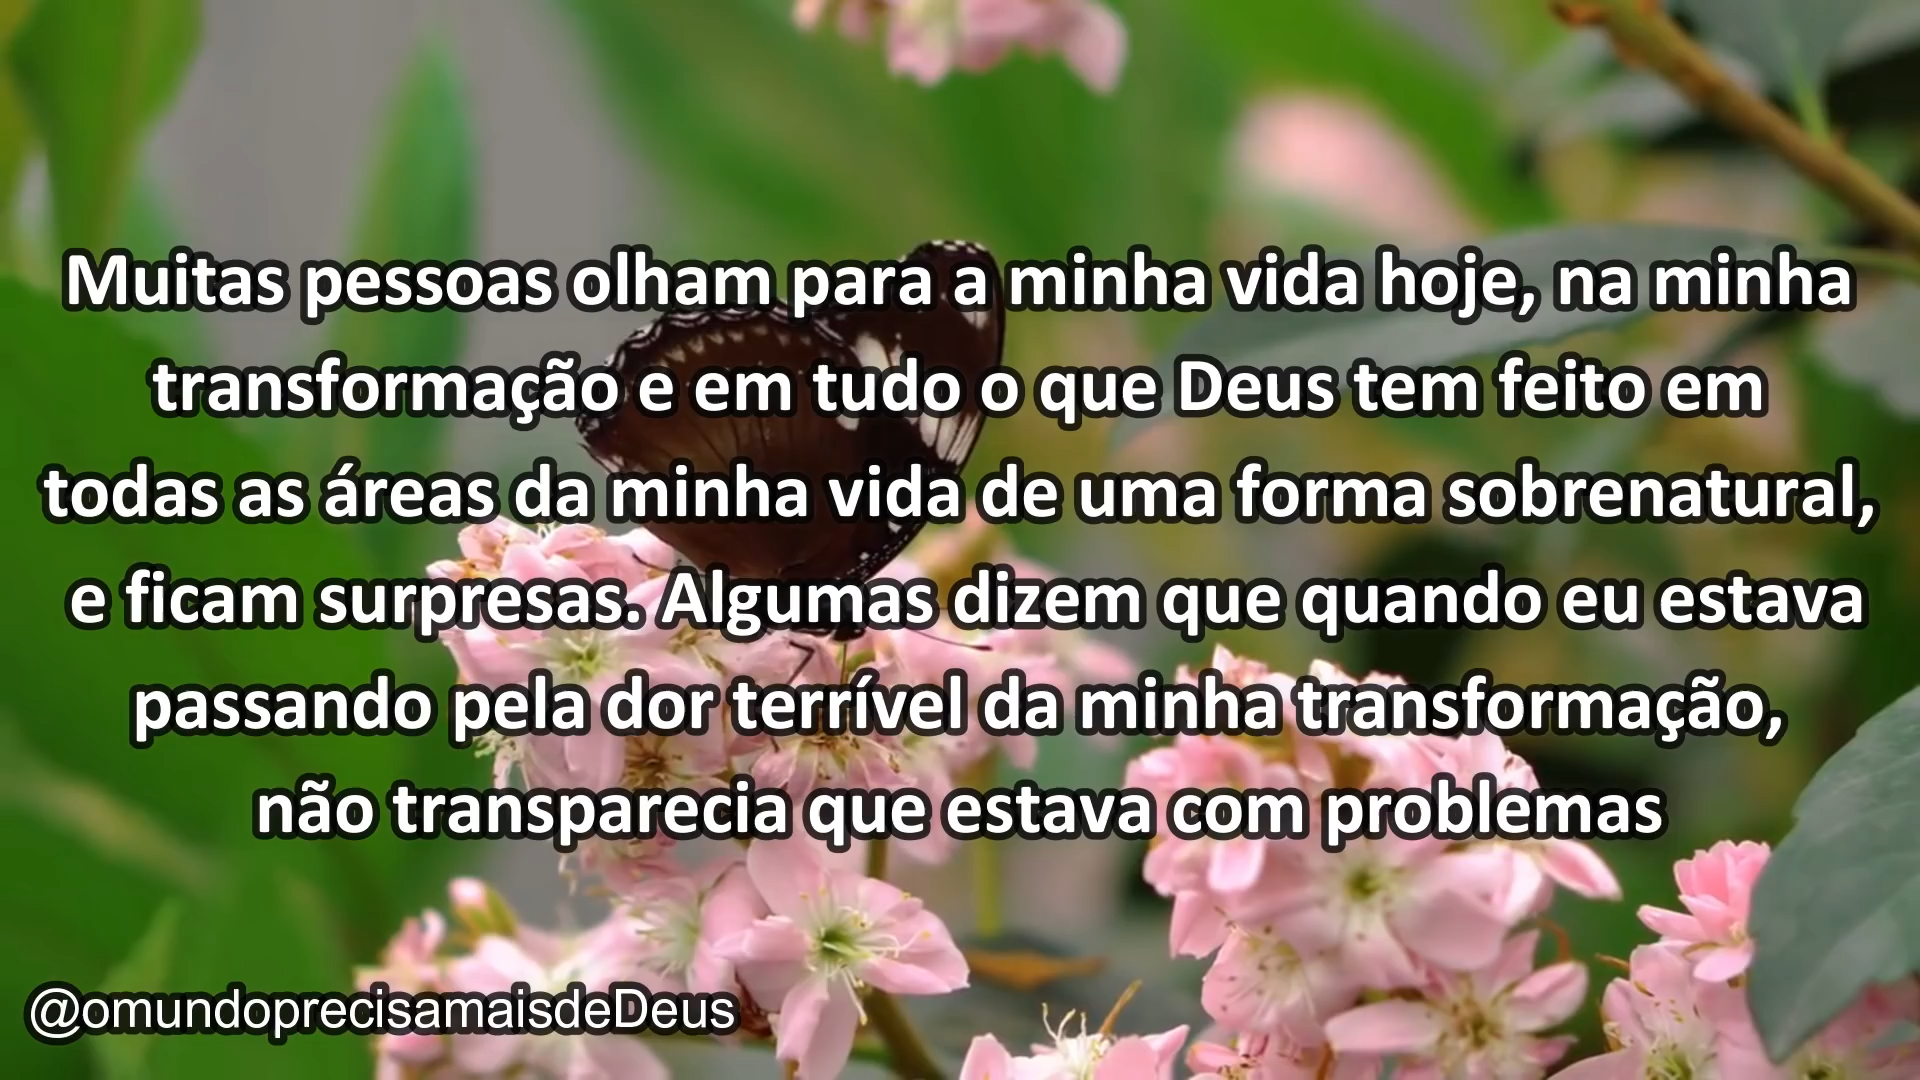 Muitas pessoas olham para a minha vida hoje, na minha
transformação e em tudo o que Deus tem feito em
todas as áreas da minha vida de uma forma sobrenatural,
e ficam surpresas. Algumas dizem que quando eu estava
passando pela dor terrível da minha transformação,
não transparecia que estava com problemas
@omundoprecisamaisdeDeus